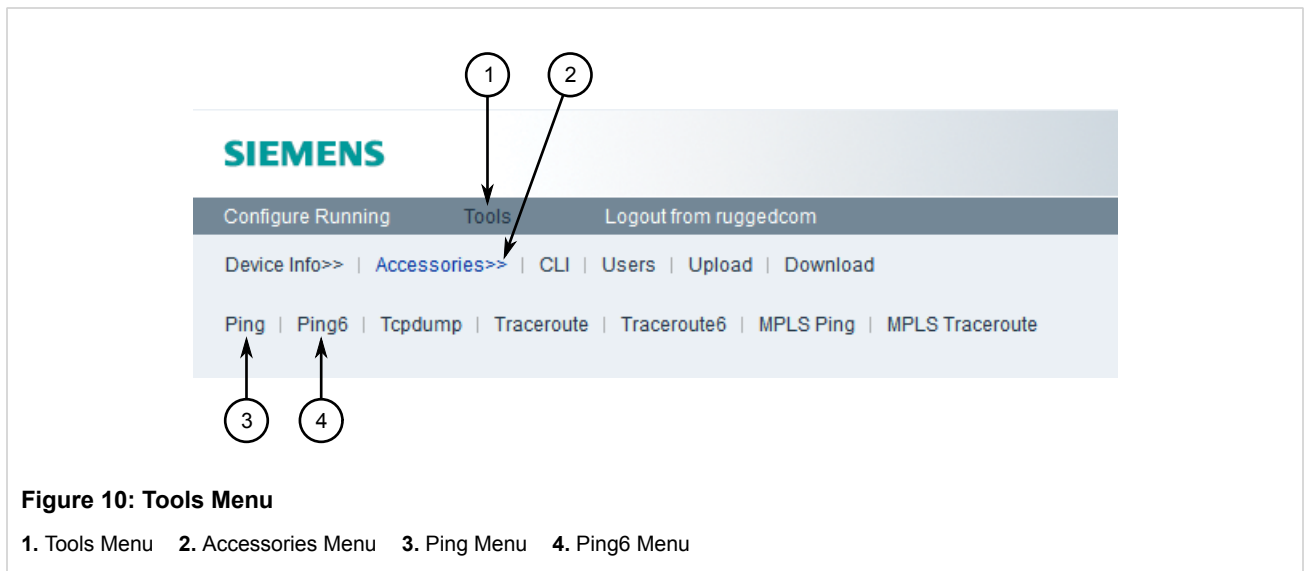 1 2
SIEMENS
Configure Running Tools Logout from ruggedcom
Device Info>> | Accessories>> | CLI | Users | Upload | Download
Ping | Ping6 | Tcpdump | Traceroute | Traceroute6 | MPLS Ping | MPLS Traceroute
3 4
Figure 10: Tools Menu
1. Tools Menu 2. Accessories Menu 3. Ping Menu 4. Ping6 Menu